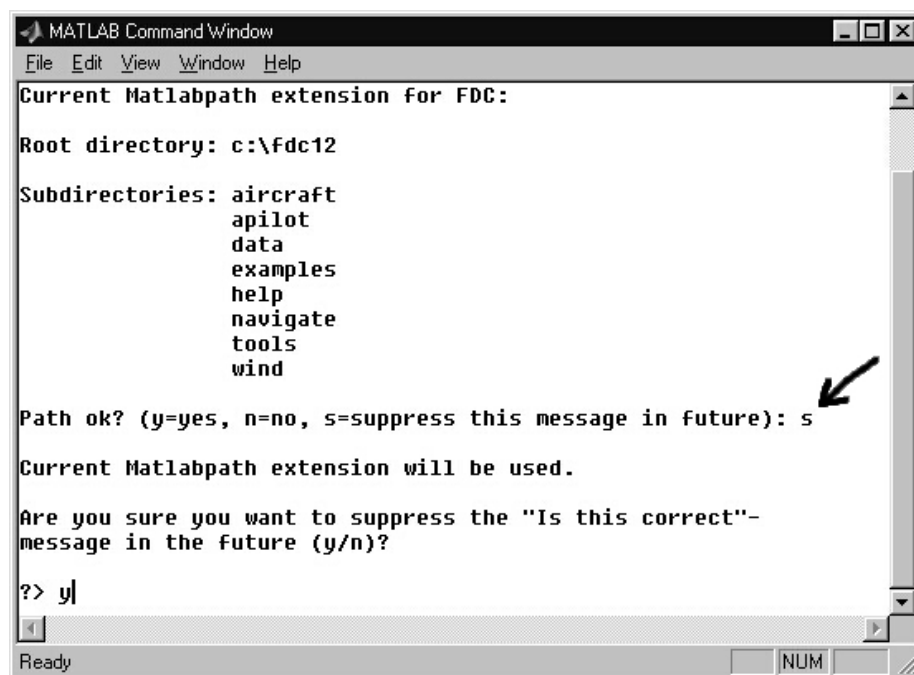 MATLAB Command Window
File Edit View Window Help
Current Matlabpath extension for FDC:
Root directory: c:\fdc12
Subdirectories: aircraft
apilot
data
examples
help
navigate
tools
wind
Path ok? (y=yes, n=no, s=suppress this message in future): s
Current Matlabpath extension will be used.
Are you sure you want to suppress the "Is this correct"-
message in the future (y/n)?
?> y
Ready NUM